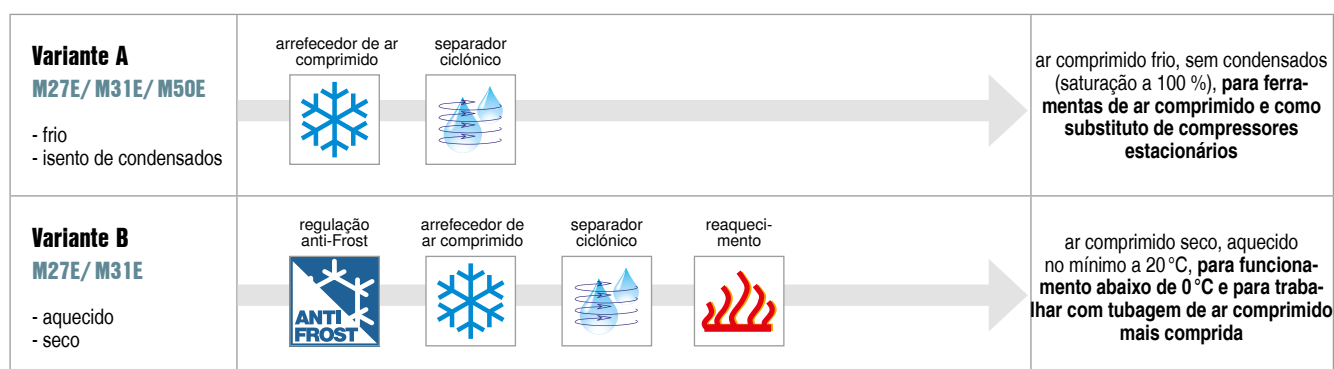 Variante A
M27E/ M31E/ M50E
- frio
- isento de condensados
arrefecedor de ar
comprimido
separador
ciclónico
ar comprimido frio, sem condensados
(saturação a 100 %), para ferra-
mentas de ar comprimido e como
substituto de compressores
estacionários
Variante B
M27E/ M31E
- aquecido
- seco
regulação
anti-Frost
ANTI
FROST
arrefecedor de
ar comprimido
separador
ciclónico
reaqueci-
mento
ar comprimido seco, aquecido
no mínimo a 20 °C, para funciona-
mento abaixo de 0 °C e para traba-
lhar com tubagem de ar comprimido
mais comprida